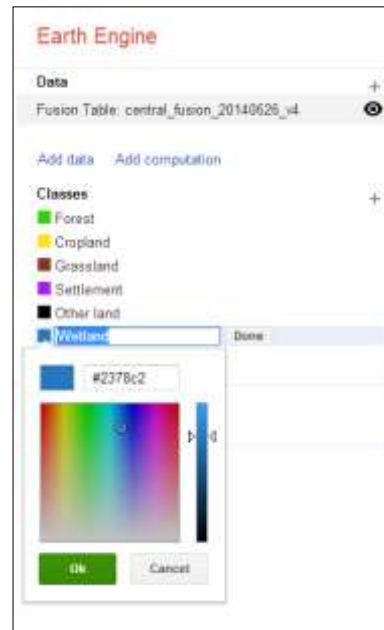 Earth Engine
Data +
Fusion Table: central_fusion_20140626_v4
Add data Add computation
Classes +
Forest
Cropland
Grassland
Settlement
Other land
Wetland Done
#2378c2
Ok Cancel